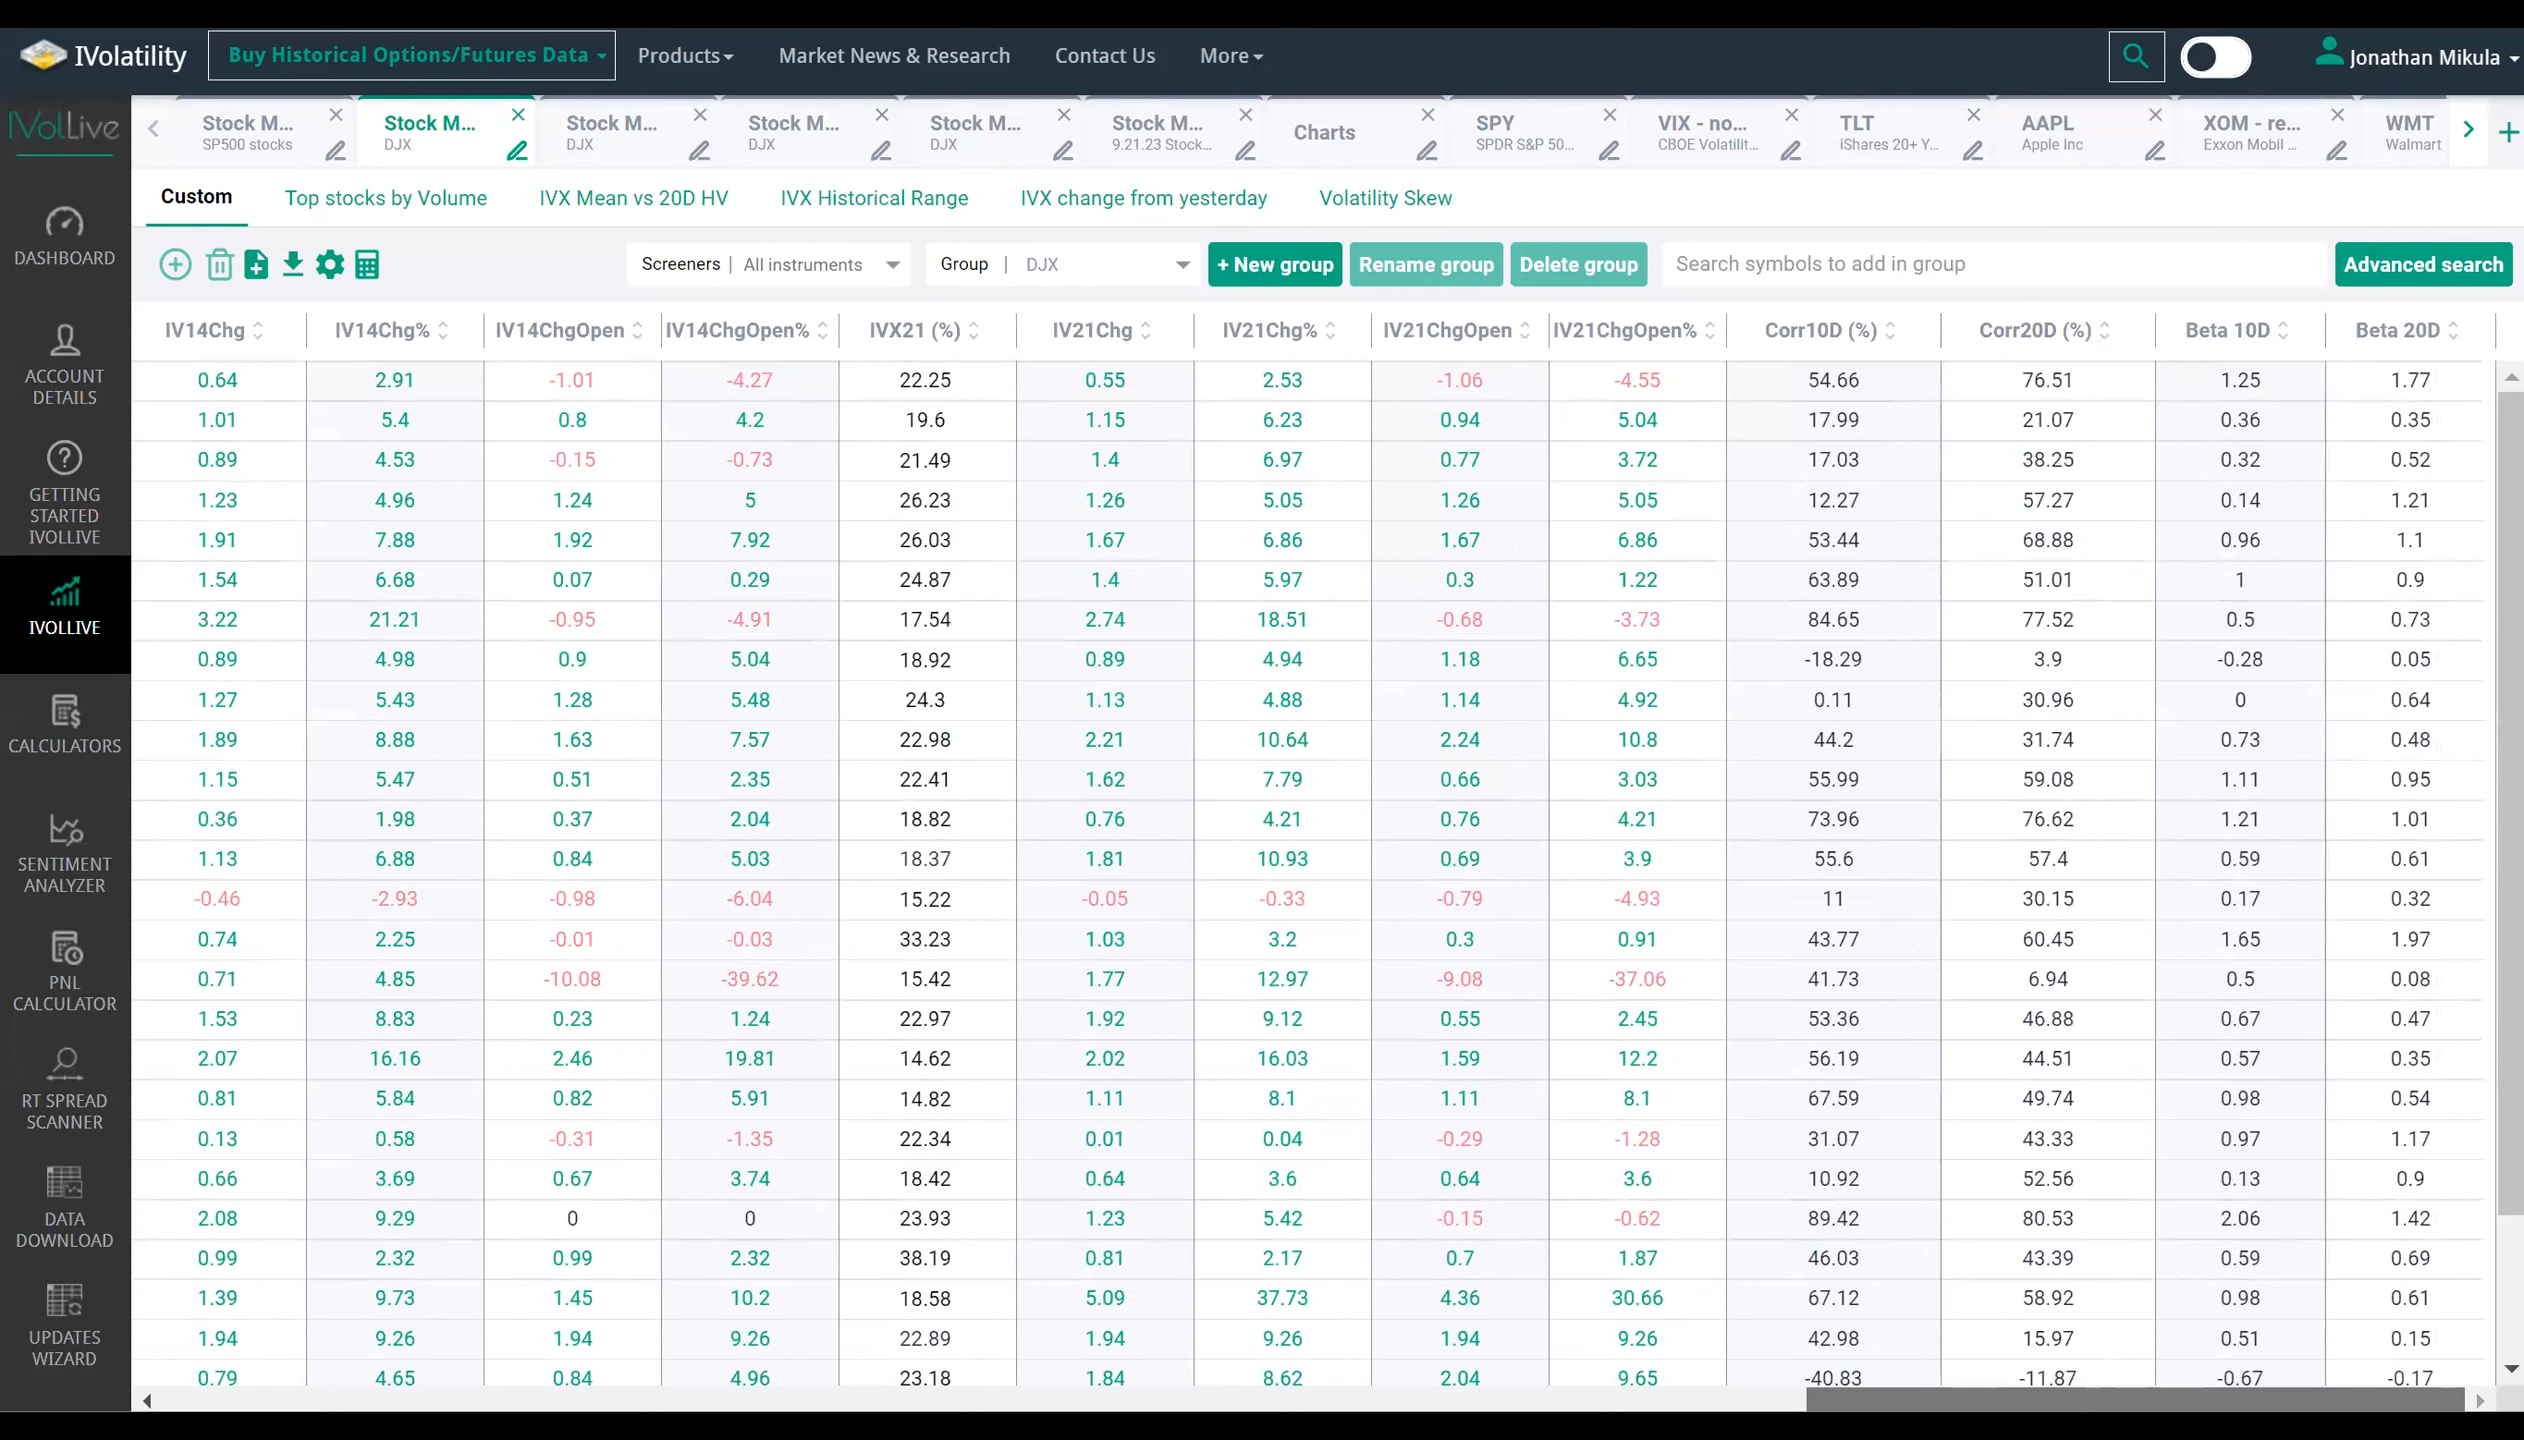 IVolatility Buy Historical Options/Futures Data Products Market News & Research Contact Us More Jonathan Mikula
IVolLive
Stock M... Stock M... Stock M... Stock M... Stock M... Stock M... Charts SPY VIX - no... TLT AAPL XOM - re... WMT
SP500 stocks DJX DJX DJX DJX 9.21.23 Stock... SPDR S&P 50... CBOE Volatilit... iShares 20+ Y... Apple Inc Exxon Mobil ... Walmart
Custom Top stocks by Volume IVX Mean vs 20D HV IVX Historical Range IVX change from yesterday Volatility Skew
Screeners | All instruments Group | DJX + New group Rename group Delete group Search symbols to add in group Advanced search
DASHBOARD
ACCOUNT
DETAILS
GETTING
STARTED
IVOLLIVE
IVOLLIVE
CALCULATORS
SENTIMENT
ANALYZER
PNL
CALCULATOR
RT SPREAD
SCANNER
DATA
DOWNLOAD
UPDATES
WIZARD
IV14Chg IV14Chg% IV14ChgOpen IV14ChgOpen% IVX21 (%) IV21Chg IV21Chg% IV21ChgOpen IV21ChgOpen% Corr10D (%) Corr20D (%) Beta 10D Beta 20D
0.64 2.91 -1.01 -4.27 22.25 0.55 2.53 -1.06 -4.55 54.66 76.51 1.25 1.77
1.01 5.4 0.8 4.2 19.6 1.15 6.23 0.94 5.04 17.99 21.07 0.36 0.35
0.89 4.53 -0.15 -0.73 21.49 1.4 6.97 0.77 3.72 17.03 38.25 0.32 0.52
1.23 4.96 1.24 5 26.23 1.26 5.05 1.26 5.05 12.27 57.27 0.14 1.21
1.91 7.88 1.92 7.92 26.03 1.67 6.86 1.67 6.86 53.44 68.88 0.96 1.1
1.54 6.68 0.07 0.29 24.87 1.4 5.97 0.3 1.22 63.89 51.01 1 0.9
3.22 21.21 -0.95 -4.91 17.54 2.74 18.51 -0.68 -3.73 84.65 77.52 0.5 0.73
0.89 4.98 0.9 5.04 18.92 0.89 4.94 1.18 6.65 -18.29 3.9 -0.28 0.05
1.27 5.43 1.28 5.48 24.3 1.13 4.88 1.14 4.92 0.11 30.96 0 0.64
1.89 8.88 1.63 7.57 22.98 2.21 10.64 2.24 10.8 44.2 31.74 0.73 0.48
1.15 5.47 0.51 2.35 22.41 1.62 7.79 0.66 3.03 55.99 59.08 1.11 0.95
0.36 1.98 0.37 2.04 18.82 0.76 4.21 0.76 4.21 73.96 76.62 1.21 1.01
1.13 6.88 0.84 5.03 18.37 1.81 10.93 0.69 3.9 55.6 57.4 0.59 0.61
-0.46 -2.93 -0.98 -6.04 15.22 -0.05 -0.33 -0.79 -4.93 11 30.15 0.17 0.32
0.74 2.25 -0.01 -0.03 33.23 1.03 3.2 0.3 0.91 43.77 60.45 1.65 1.97
0.71 4.85 -10.08 -39.62 15.42 1.77 12.97 -9.08 -37.06 41.73 6.94 0.5 0.08
1.53 8.83 0.23 1.24 22.97 1.92 9.12 0.55 2.45 53.36 46.88 0.67 0.47
2.07 16.16 2.46 19.81 14.62 2.02 16.03 1.59 12.2 56.19 44.51 0.57 0.35
0.81 5.84 0.82 5.91 14.82 1.11 8.1 1.11 8.1 67.59 49.74 0.98 0.54
0.13 0.58 -0.31 -1.35 22.34 0.01 0.04 -0.29 -1.28 31.07 43.33 0.97 1.17
0.66 3.69 0.67 3.74 18.42 0.64 3.6 0.64 3.6 10.92 52.56 0.13 0.9
2.08 9.29 0 0 23.93 1.23 5.42 -0.15 -0.62 89.42 80.53 2.06 1.42
0.99 2.32 0.99 2.32 38.19 0.81 2.17 0.7 1.87 46.03 43.39 0.59 0.69
1.39 9.73 1.45 10.2 18.58 5.09 37.73 4.36 30.66 67.12 58.92 0.98 0.61
1.94 9.26 1.94 9.26 22.89 1.94 9.26 1.94 9.26 42.98 15.97 0.51 0.15
0.79 4.65 0.84 4.96 23.18 1.84 8.62 2.04 9.65 -40.83 -11.87 -0.67 -0.17